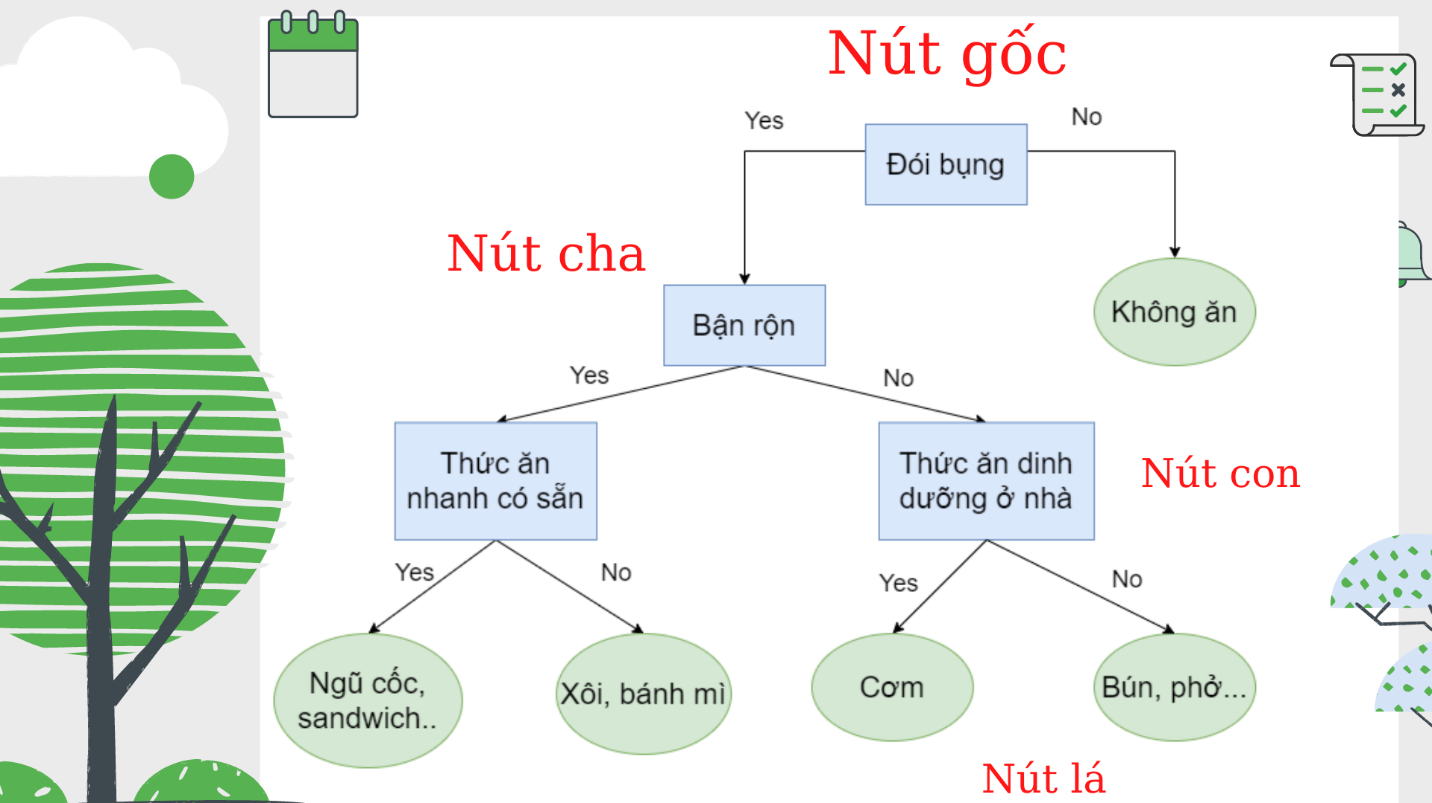 Nút gốc
Yes
No
Đói bụng
Nút cha
Không ăn
Bận rộn
Yes
No
Thức ăn
nhanh có sẵn
Thức ăn dinh
dưỡng ở nhà
Nút con
Yes
No
Yes
No
Ngũ cốc,
sandwich..
Xôi, bánh mì
Cơm
Bún, phở...
Nút lá